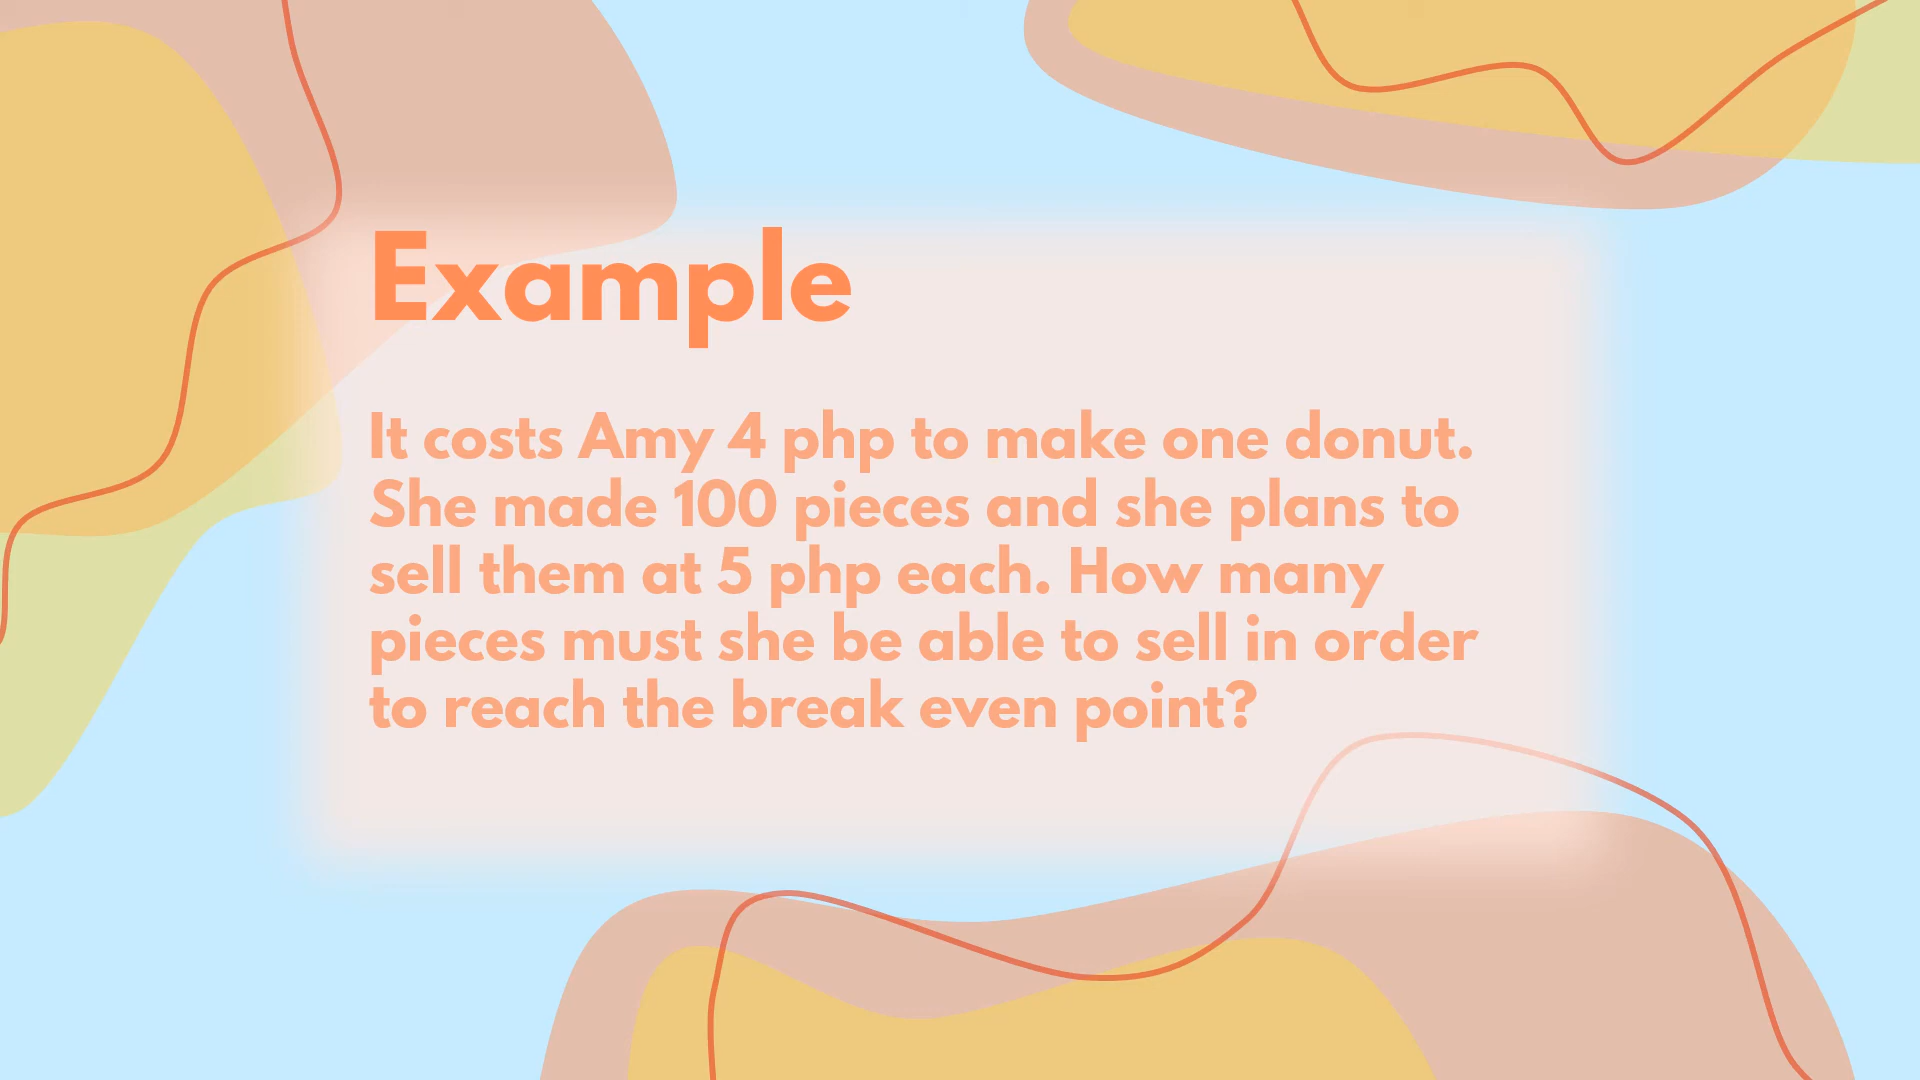 Example
It costs Amy 4 php to make one donut.
She made 100 pieces and she plans to
sell them at 5 php each. How many
pieces must she be able to sell in order
to reach the break even point?